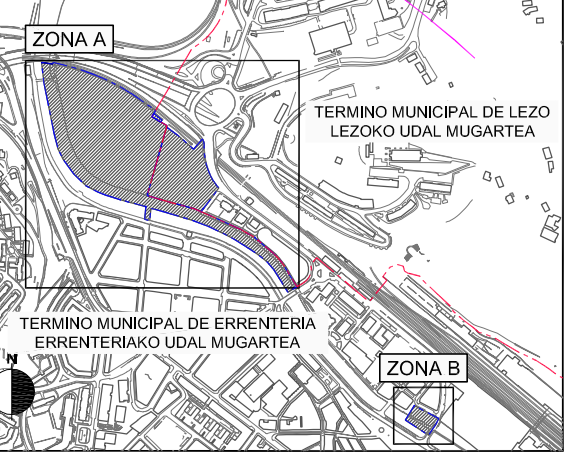 ZONA A
TERMINO MUNICIPAL DE LEZO
LEZOKO UDAL MUGARTEA
TERMINO MUNICIPAL DE ERRENTERIA
ERRENTERIAKO UDAL MUGARTEA
N
ZONA B